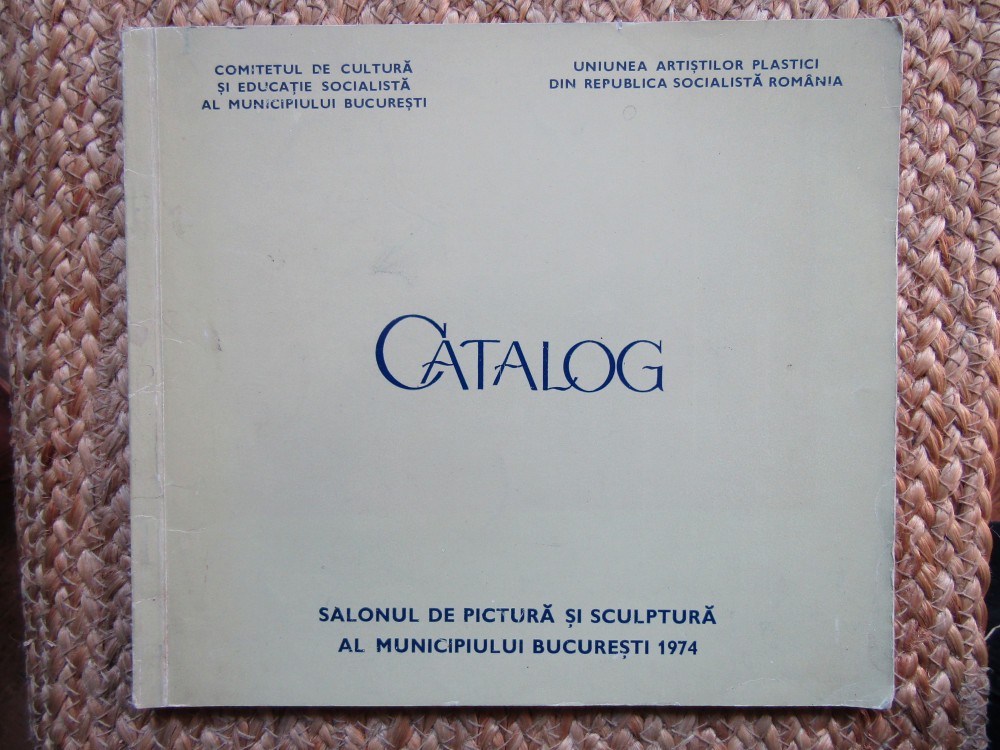 COMITETUL DE CULTURĂ
ȘI EDUCAȚIE SOCIALISTĂ
AL MUNICIPIULUI BUCUREȘTI
UNIUNEA ARTIȘTILOR PLASTICI
DIN REPUBLICA SOCIALISTĂ ROMÂNIA
CATALOG
SALONUL DE PICTURĂ ȘI SCULPTURĂ
AL MUNICIPIULUI BUCUREȘTI 1974